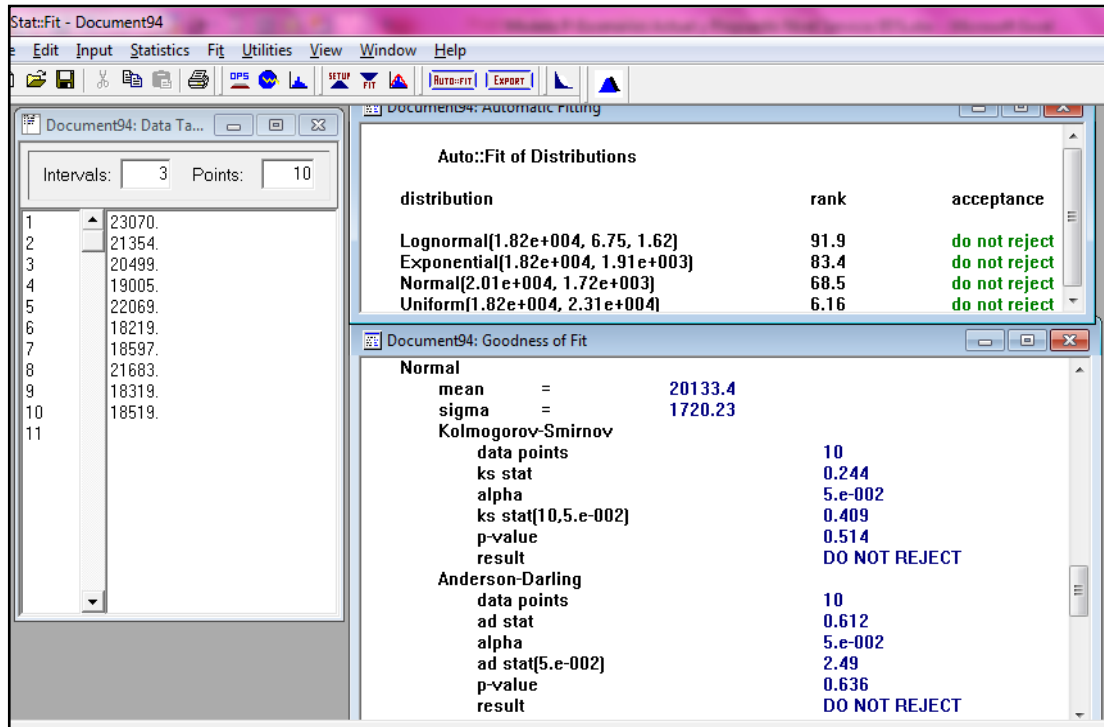 Stat::Fit - Document94
Edit Input Statistics Fit Utilities View Window Help
OPS SETUP FIT AUTO::FIT EXPORT
Document94: Data Ta...
Intervals: 3 Points: 10
1 23070.
2 21354.
3 20499.
4 19005.
5 22069.
6 18219.
7 18597.
8 21683.
9 18319.
10 18519.
11
Document94: Automatic Fitting
Auto::Fit of Distributions
distribution rank acceptance
Lognormal(1.82e+004, 6.75, 1.62) 91.9 do not reject
Exponential(1.82e+004, 1.91e+003) 83.4 do not reject
Normal(2.01e+004, 1.72e+003) 68.5 do not reject
Uniform(1.82e+004, 2.31e+004) 6.16 do not reject
Document94: Goodness of Fit
Normal
mean = 20133.4
sigma = 1720.23
Kolmogorov-Smirnov
data points 10
ks stat 0.244
alpha 5.e-002
ks stat(10,5.e-002) 0.409
p-value 0.514
result DO NOT REJECT
Anderson-Darling
data points 10
ad stat 0.612
alpha 5.e-002
ad stat(5.e-002) 2.49
p-value 0.636
result DO NOT REJECT